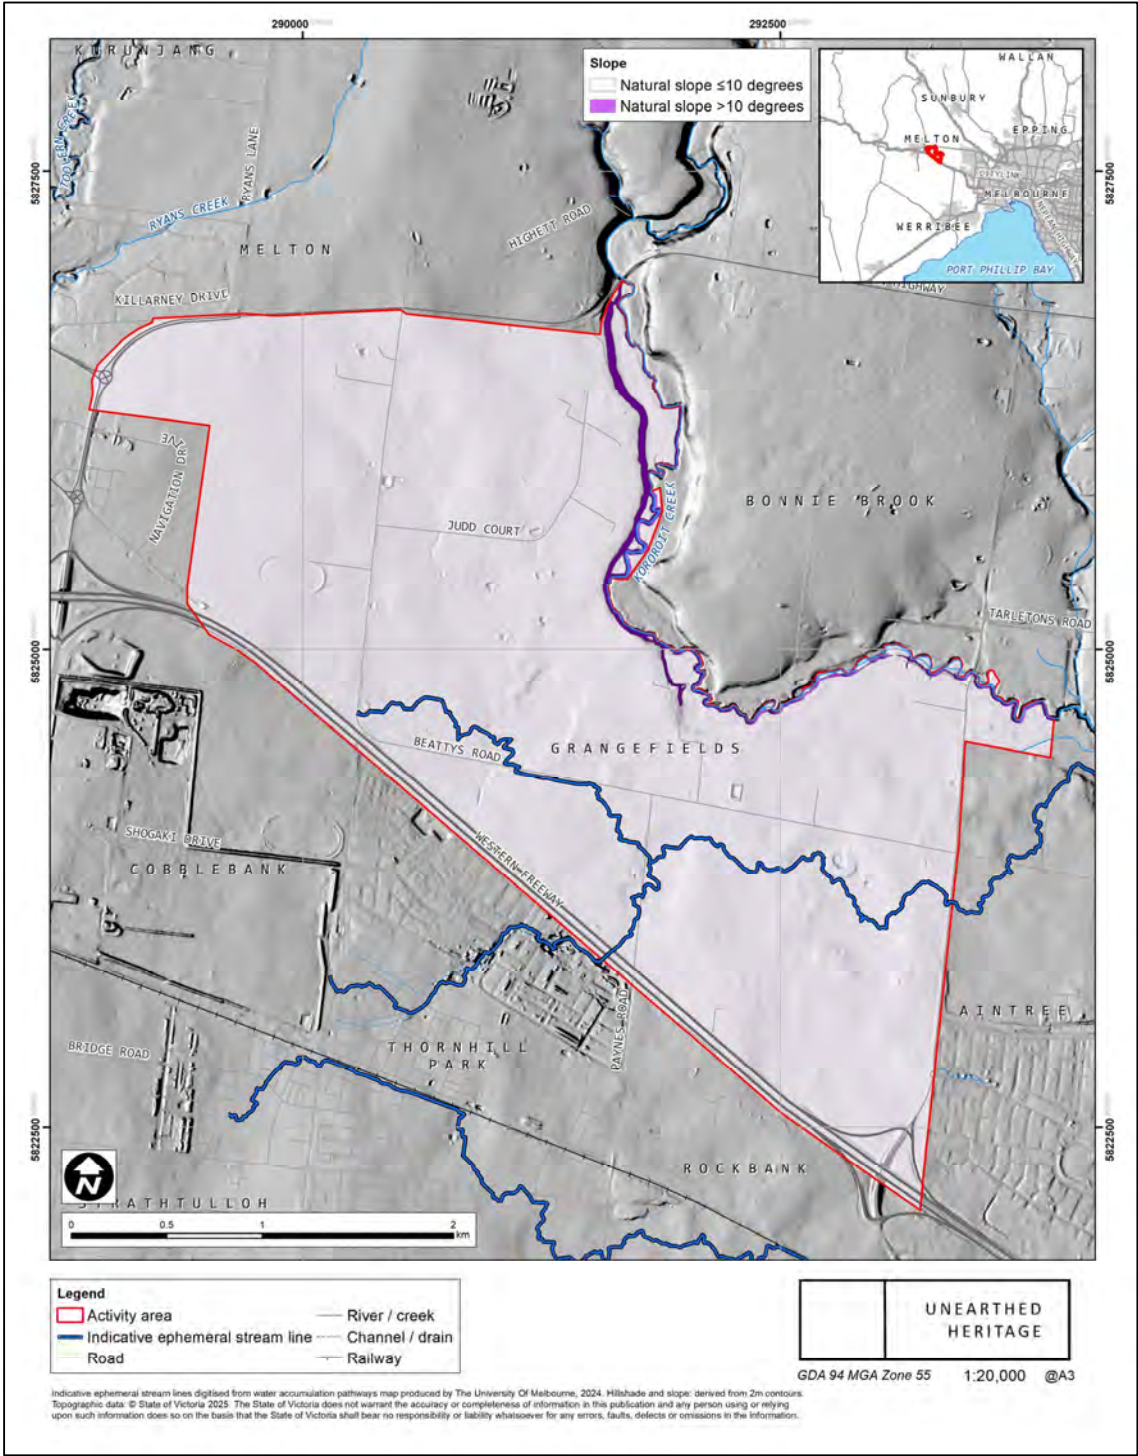 290000
292500
KURUNJANG
Slope
Natural slope ≤10 degrees
Natural slope >10 degrees
WALLAN
SUNBURY
EPPING
MELTON
CITYLINK
MELBOURNE
NEPEAN HIGHWAY
WERRIBEE
PORT PHILLIP BAY
5827500
5827500
TOOLERN CREEK
RYANS LANE
RYANS CREEK
HIGHETT ROAD
MELTON
HIGHWAY
KILLARNEY DRIVE
NAVIGATION DRIVE
JUDD COURT
KOROROIT CREEK
BONNIE BROOK
TARLETONS ROAD
5825000
5825000
BEATTYS ROAD
GRANGEFIELDS
SHOGAKI DRIVE
COBBLEBANK
WESTERN FREEWAY
AINTREE
PAYNES ROAD
BRIDGE ROAD
THORNHILL
PARK
5822500
5822500
ROCKBANK
N
STRATHTULLOH
0 0.5 1 2
km
Legend
Activity area
River / creek
Indicative ephemeral stream line
Channel / drain
Road
Railway
UNEARTHED
HERITAGE
GDA 94 MGA Zone 55 1:20,000 @A3
Indicative ephemeral stream lines digitised from water accumulation pathways map produced by The University Of Melbourne, 2024. Hillshade and slope: derived from 2m contours.
Topographic data: © State of Victoria 2025 The State of Victoria does not warrant the accuracy or completeness of information in this publication and any person using or relying
upon such information does so on the basis that the State of Victoria shall bear no responsibility or liability whatsoever for any errors, faults, defects or omissions in the information.